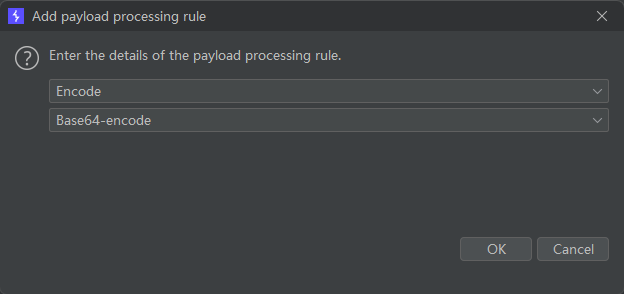 Add payload processing rule
Enter the details of the payload processing rule.
Encode
Base64-encode
OK
Cancel